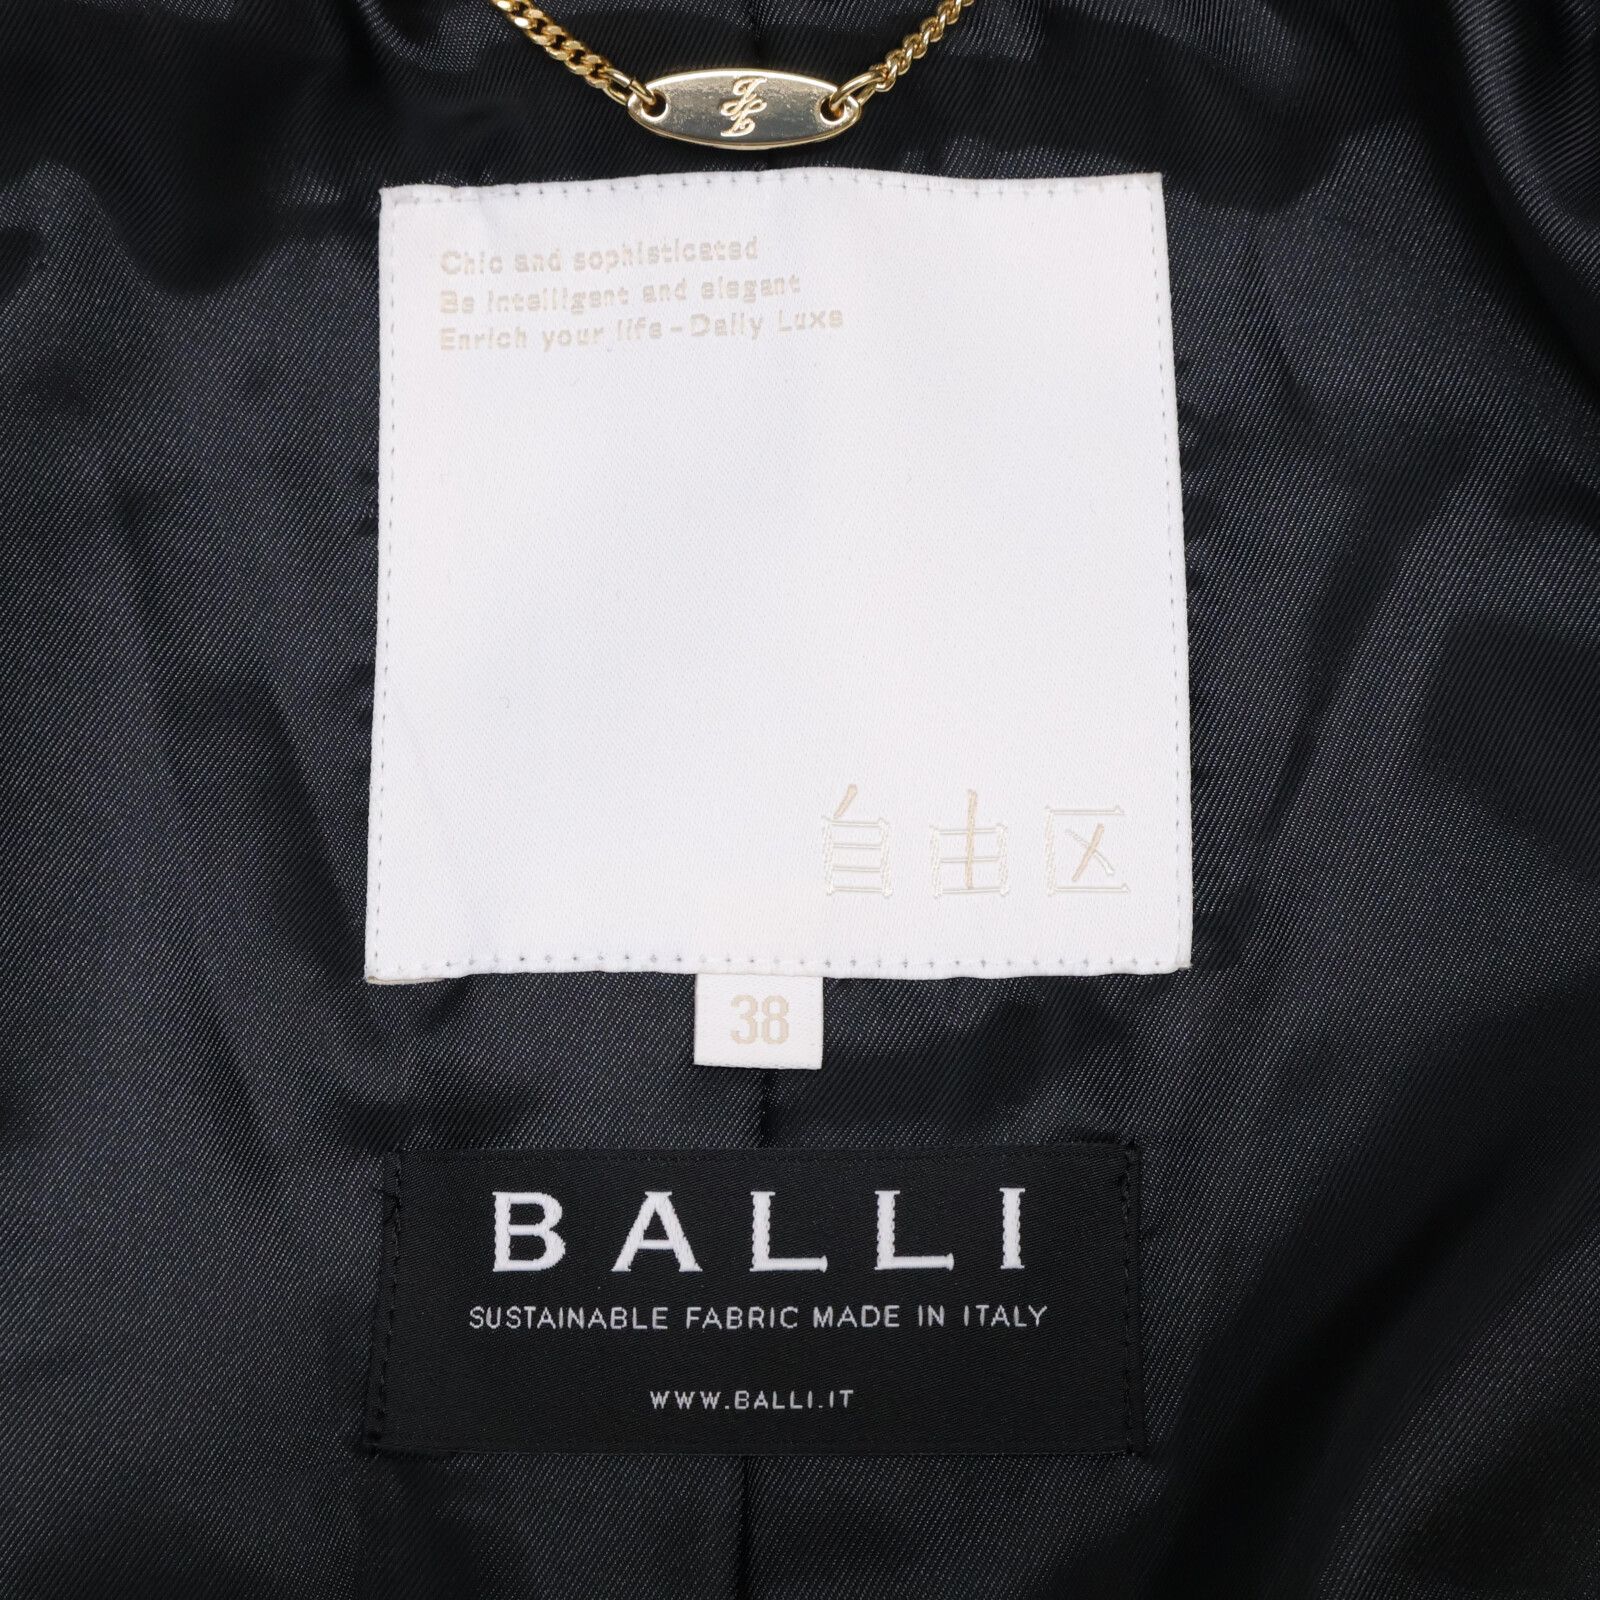 Chic and sophisticated
Be intelligent and elegant
Enrich your life - Daily Luxe
自由区
38
BALLI
SUSTAINABLE FABRIC MADE IN ITALY
WWW.BALLI.IT